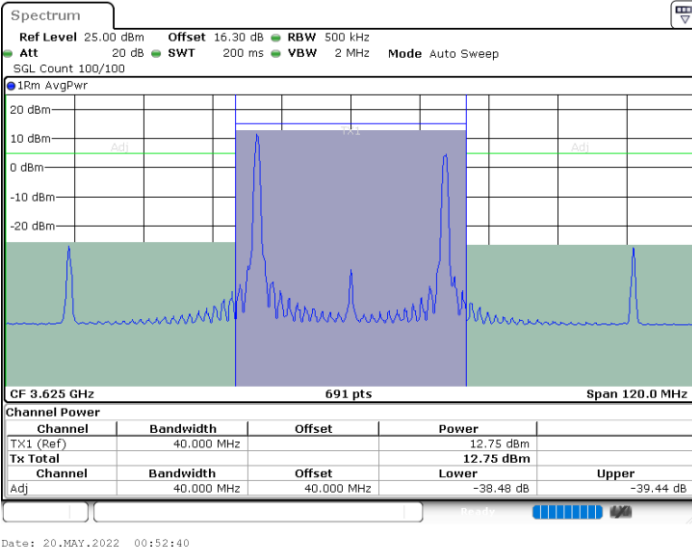 Spectrum
Ref Level 25.00 dBm Offset 16.30 dB RBW 500 kHz
Att 20 dB SWT 200 ms VBW 2 MHz Mode Auto Sweep
SGL Count 100/100
1Rm AvgPwr
20 dBm
TX1
10 dBm
Adj Adj
0 dBm
-10 dBm
-20 dBm
CF 3.625 GHz 691 pts Span 120.0 MHz
Channel Power
Channel Bandwidth Offset Power
TX1 (Ref) 40.000 MHz 12.75 dBm
Tx Total 12.75 dBm
Channel Bandwidth Offset Lower Upper
Adj 40.000 MHz 40.000 MHz -38.48 dB -39.44 dB
Ready
Date: 20.MAY.2022 00:52:40